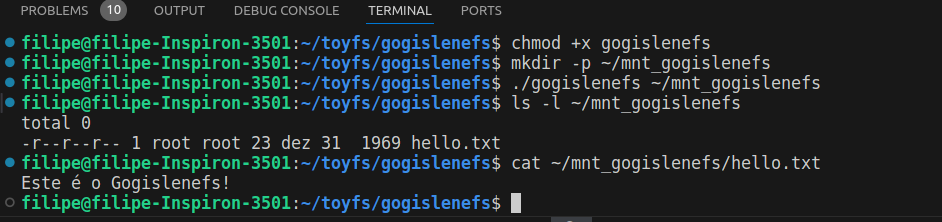 PROBLEMS 10 OUTPUT DEBUG CONSOLE TERMINAL PORTS
filipe@filipe-Inspiron-3501:~/toyfs/gogislenefs$ chmod +x gogislenefs
filipe@filipe-Inspiron-3501:~/toyfs/gogislenefs$ mkdir -p ~/mnt_gogislenefs
filipe@filipe-Inspiron-3501:~/toyfs/gogislenefs$ ./gogislenefs ~/mnt_gogislenefs
filipe@filipe-Inspiron-3501:~/toyfs/gogislenefs$ ls -l ~/mnt_gogislenefs
total 0
-r--r--r-- 1 root root 23 dez 31  1969 hello.txt
filipe@filipe-Inspiron-3501:~/toyfs/gogislenefs$ cat ~/mnt_gogislenefs/hello.txt
Este é o Gogislenefs!
filipe@filipe-Inspiron-3501:~/toyfs/gogislenefs$